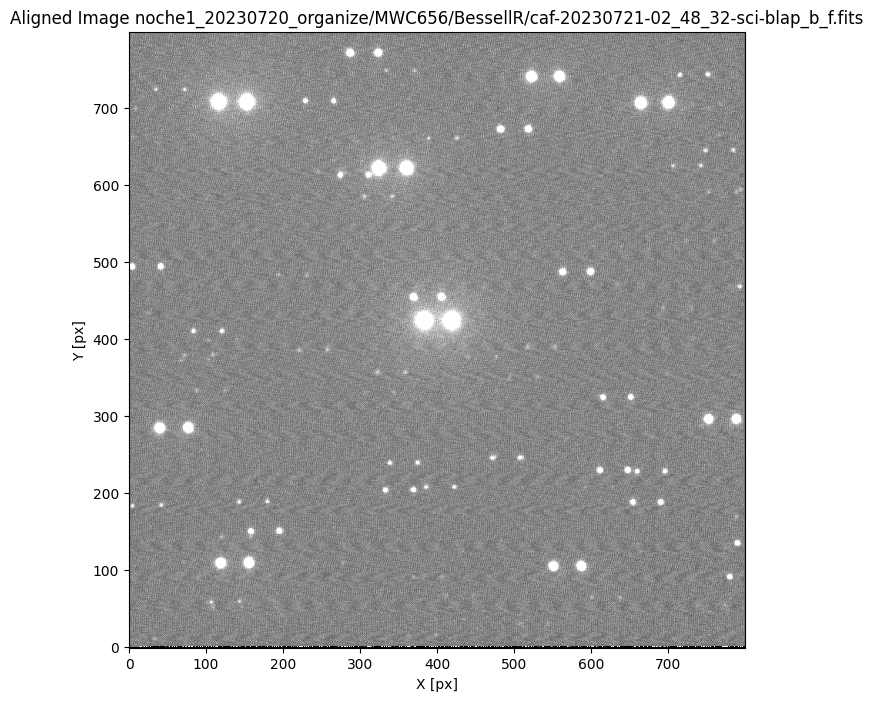 Aligned Image noche1_20230720_organize/MWC656/BessellR/caf-20230721-02_48_32-sci-blap_b_f.fits
700
600
500
400
300
200
100
0
Y [px]
0 100 200 300 400 500 600 700
X [px]